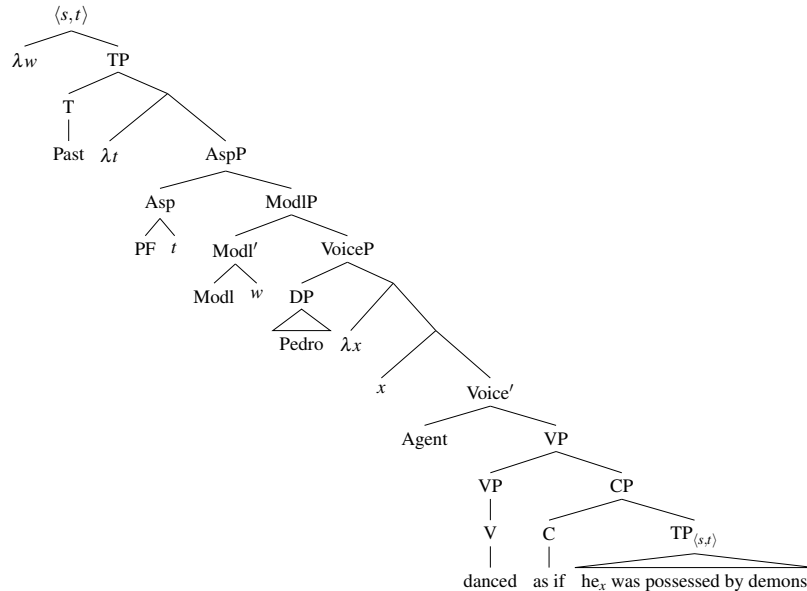 ⟨s,t⟩
λw TP
T
Past λt AspP
Asp ModlP
PF t Modl′ VoiceP
Modl w DP
Pedro λx
x Voice′
Agent VP
VP CP
V C TP⟨s,t⟩
danced as if heₓ was possessed by demons